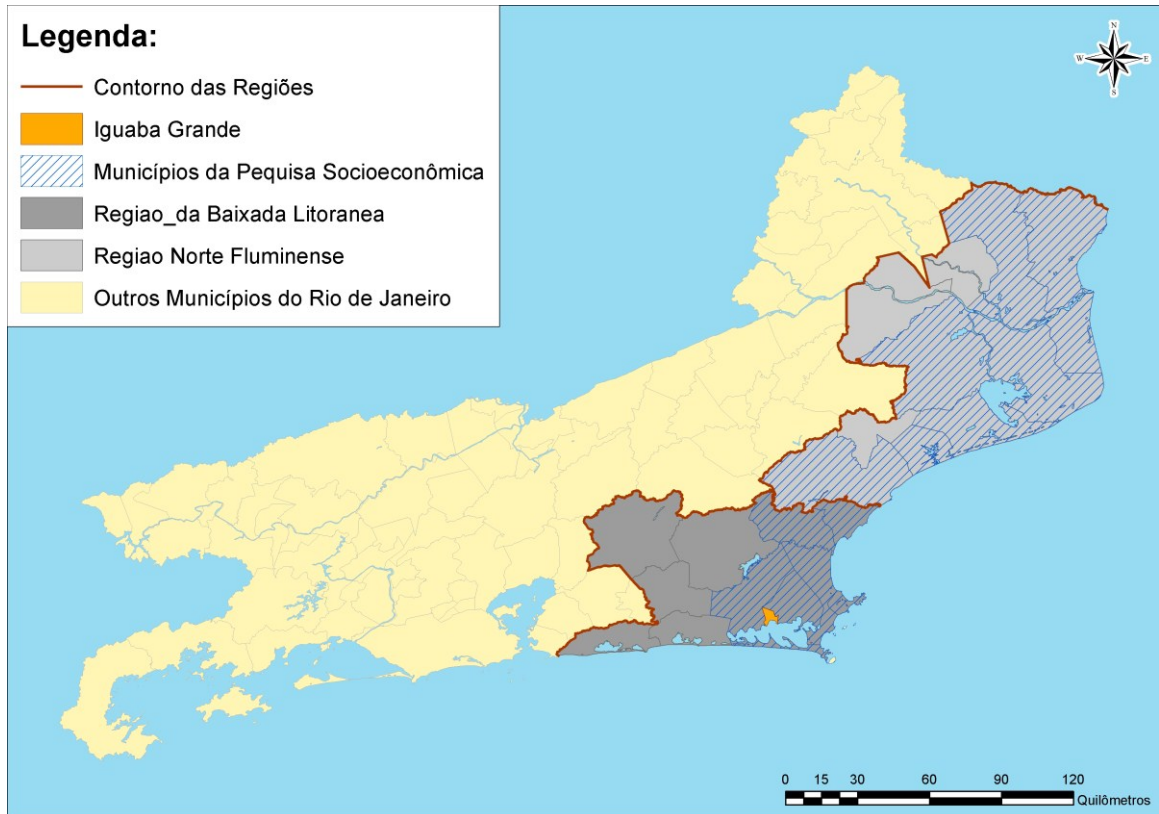 Legenda:
Contorno das Regiões
Iguaba Grande
Municípios da Pequisa Socioeconômica
Regiao_da Baixada Litoranea
Regiao Norte Fluminense
Outros Municípios do Rio de Janeiro
N
W E
S
0 15 30 60 90 120
Quilômetros